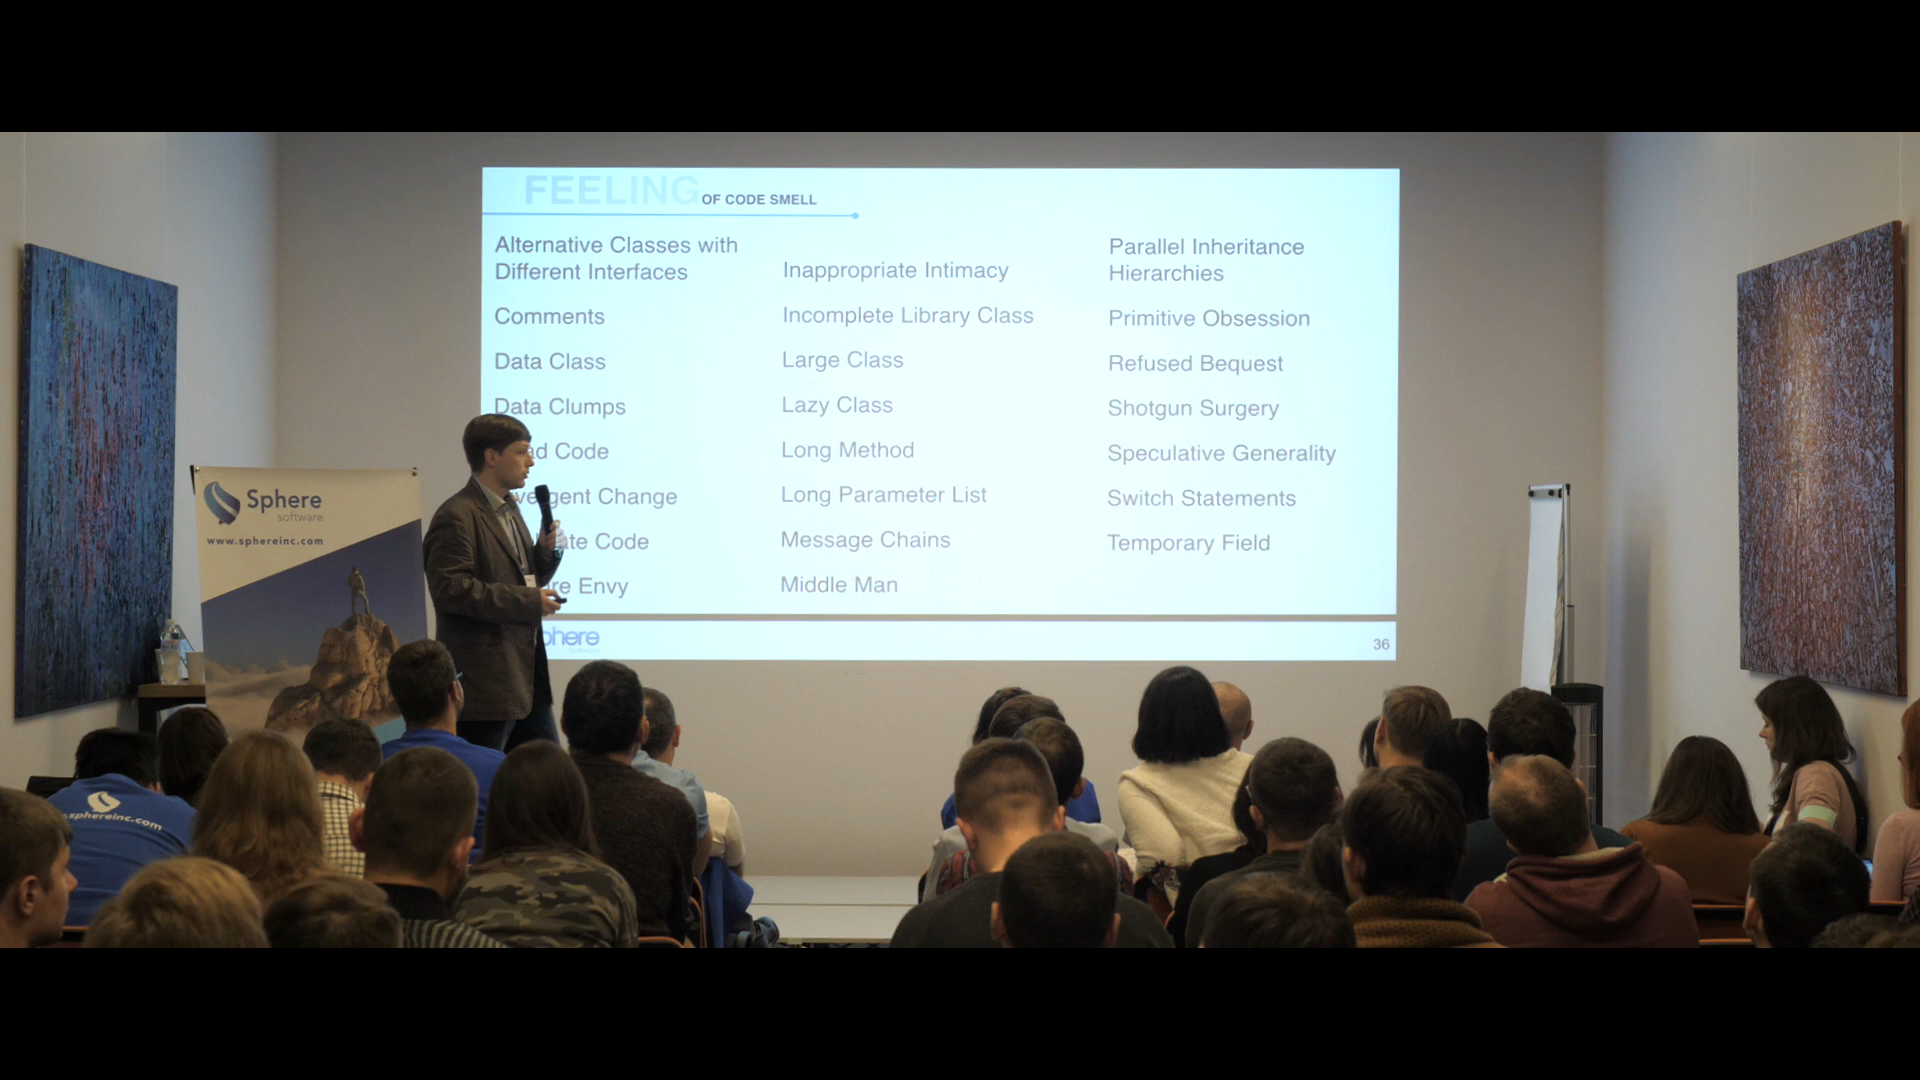 FEELING OF CODE SMELL
Alternative Classes with
Different Interfaces
Comments
Data Class
Data Clumps
Code
Change
Code
Envy
Inappropriate Intimacy
Incomplete Library Class
Large Class
Lazy Class
Long Method
Long Parameter List
Message Chains
Middle Man
Parallel Inheritance
Hierarchies
Primitive Obsession
Refused Bequest
Shotgun Surgery
Speculative Generality
Switch Statements
Temporary Field
36
Sphere
software
www.sphereinc.com
sphereinc.com